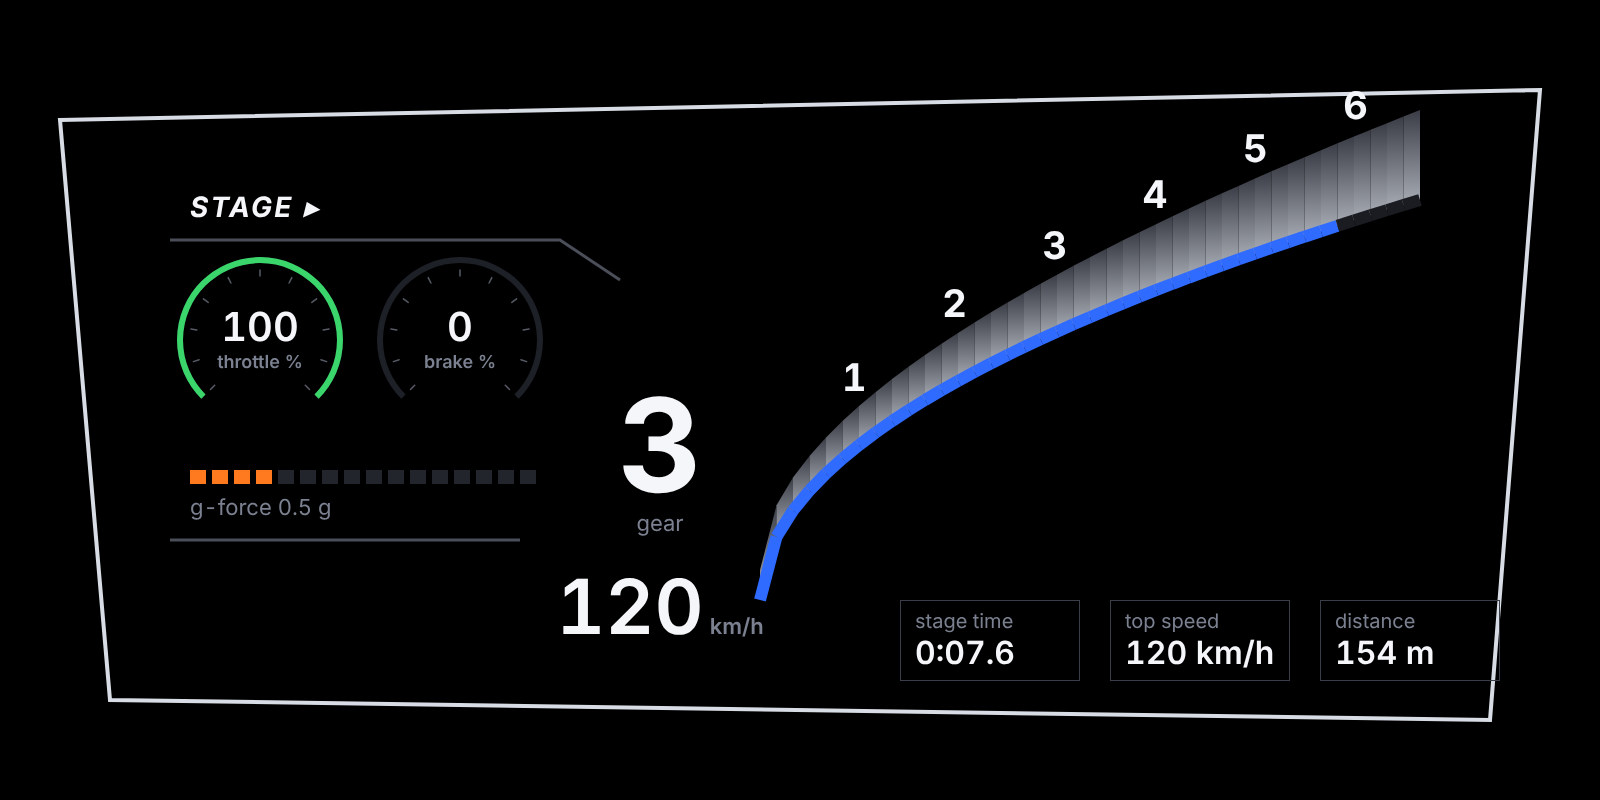 STAGE ▸
100
throttle %
0
brake %
g-force 0.5 g
3
gear
120 km/h
1
2
3
4
5
6
stage time
0:07.6
top speed
120 km/h
distance
154 m